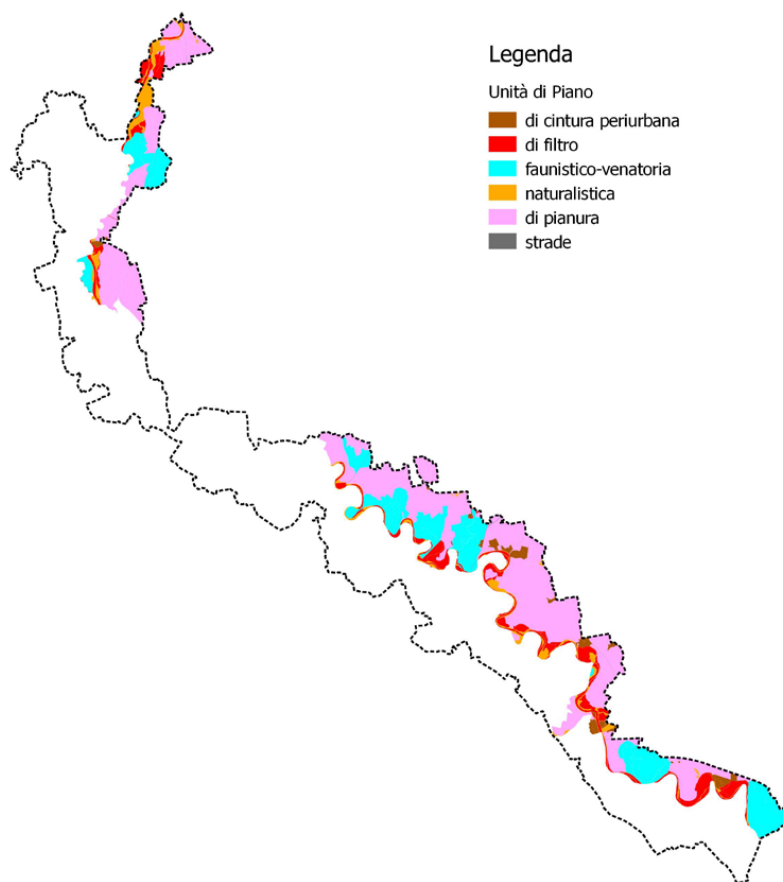 Legenda
Unità di Piano
di cintura periurbana
di filtro
faunistico-venatoria
naturalistica
di pianura
strade